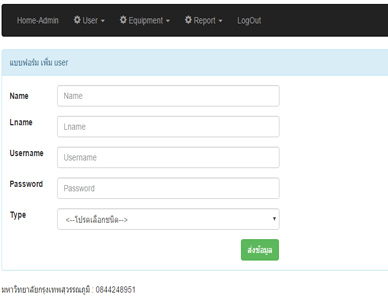 Home-Admin User Equipment Report LogOut
แบบฟอร์ม เพิ่ม user
Name Name
Lname Lname
Username Username
Password Password
Type <--โปรดเลือกชนิด-->
ส่งข้อมูล
มหาวิทยาลัยกรุงเทพสุวรรณภูมิ : 0844248951